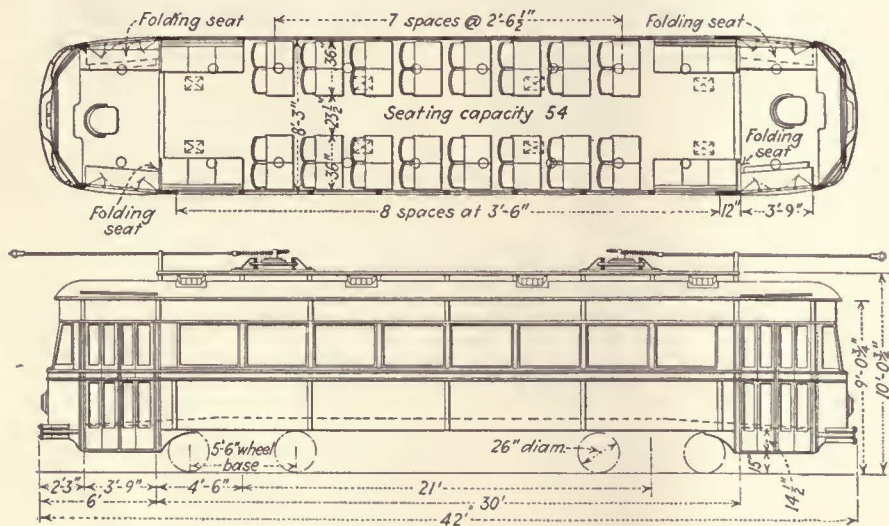 Folding seat
7 spaces @ 2'-6½"
Folding seat
36"
8'-3"
23½"
36"
Seating capacity 54
Folding seat
Folding seat
8 spaces at 3'-6"
12"
3'-9"
9'-0¾"
10'-0¾"
5'-6" wheel base
26" diam.
15"
14½"
2'-3"
3'-9"
4'-6"
21'
6'
30'
42'